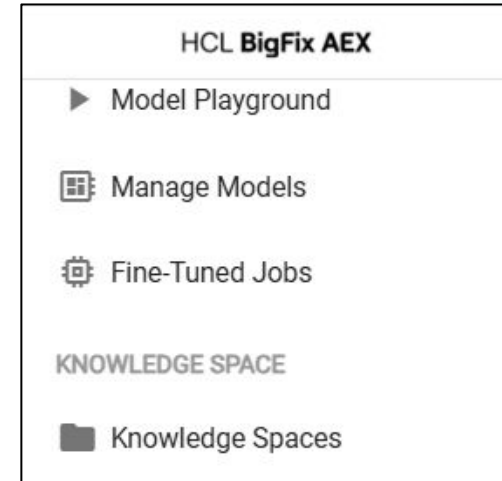 HCL BigFix AEX
Model Playground
Manage Models
Fine-Tuned Jobs
KNOWLEDGE SPACE
Knowledge Spaces